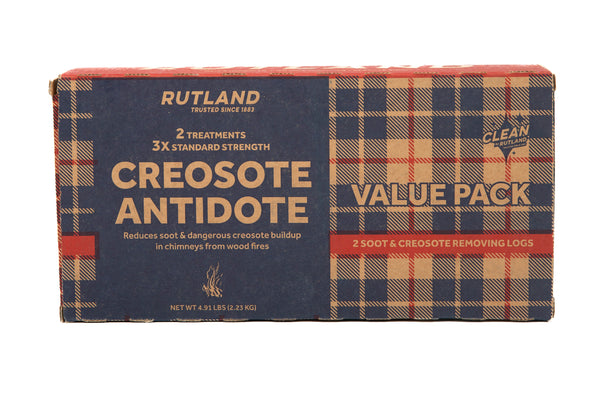 RUTLAND
TRUSTED SINCE 1883
2 TREATMENTS
3X STANDARD STRENGTH
CREOSOTE
ANTIDOTE
Reduces soot & dangerous creosote buildup
in chimneys from wood fires
NET WT 4.91 LBS (2.23 KG)
CLEAN
BY RUTLAND
VALUE PACK
2 SOOT & CREOSOTE REMOVING LOGS